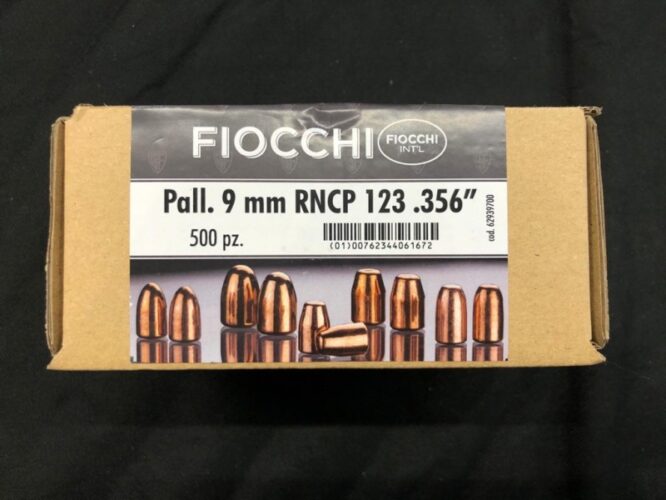 FIOCCHI
FIOCCHI
INT'L
Pall. 9 mm RNCP 123 .356"
500 pz.
(01)00762344061672
cod. 62939700